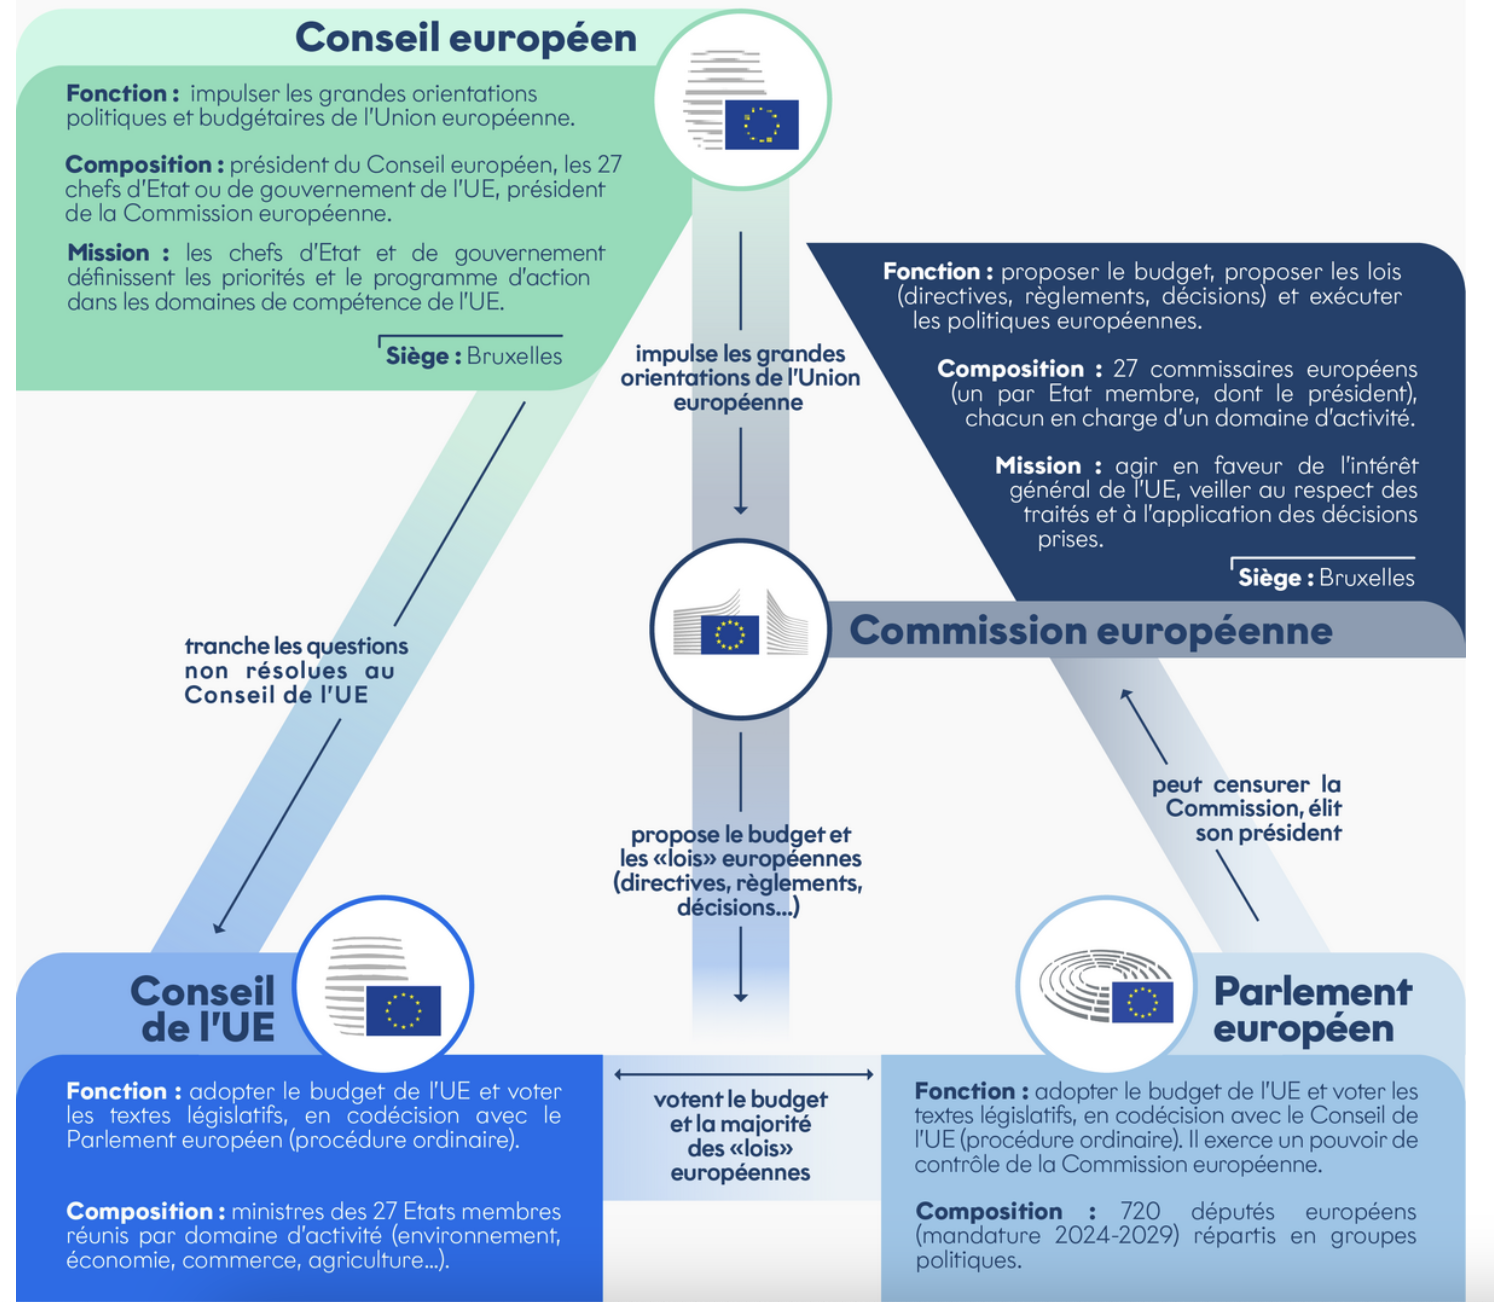 Conseil européen
Fonction : impulser les grandes orientations
politiques et budgétaires de l'Union européenne.
Composition : président du Conseil européen, les 27
chefs d'Etat ou de gouvernement de l'UE, président
de la Commission européenne.
Mission : les chefs d'Etat et de gouvernement
définissent les priorités et le programme d'action
dans les domaines de compétence de l'UE.
Siège : Bruxelles
impulse les grandes
orientations de l'Union
européenne
Fonction : proposer le budget, proposer les lois
(directives, règlements, décisions) et exécuter
les politiques européennes.
Composition : 27 commissaires européens
(un par Etat membre, dont le président),
chacun en charge d'un domaine d'activité.
Mission : agir en faveur de l'intérêt
général de l'UE, veiller au respect des
traités et à l'application des décisions
prises.
Siège : Bruxelles
Commission européenne
tranche les questions
non résolues au
Conseil de l'UE
propose le budget et
les «lois» européennes
(directives, règlements,
décisions...)
peut censurer la
Commission, élit
son président
Conseil
de l'UE
Fonction : adopter le budget de l'UE et voter
les textes législatifs, en codécision avec le
Parlement européen (procédure ordinaire).
Composition : ministres des 27 Etats membres
réunis par domaine d'activité (environnement,
économie, commerce, agriculture...).
votent le budget
et la majorité
des «lois»
européennes
Parlement
européen
Fonction : adopter le budget de l'UE et voter les
textes législatifs, en codécision avec le Conseil de
l'UE (procédure ordinaire). Il exerce un pouvoir de
contrôle de la Commission européenne.
Composition : 720 députés européens
(mandature 2024-2029) répartis en groupes
politiques.